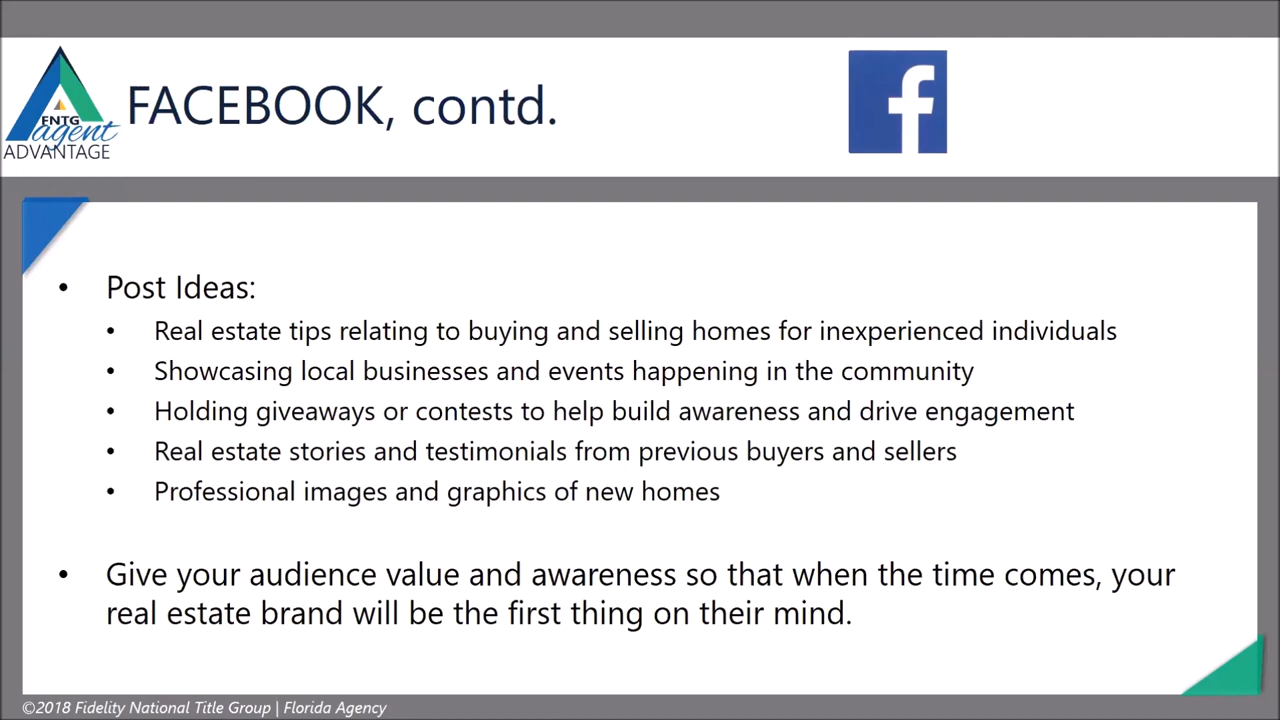 FNTG
agent
ADVANTAGE
FACEBOOK, contd.
f
• Post Ideas:
• Real estate tips relating to buying and selling homes for inexperienced individuals
• Showcasing local businesses and events happening in the community
• Holding giveaways or contests to help build awareness and drive engagement
• Real estate stories and testimonials from previous buyers and sellers
• Professional images and graphics of new homes
• Give your audience value and awareness so that when the time comes, your
real estate brand will be the first thing on their mind.
©2018 Fidelity National Title Group | Florida Agency